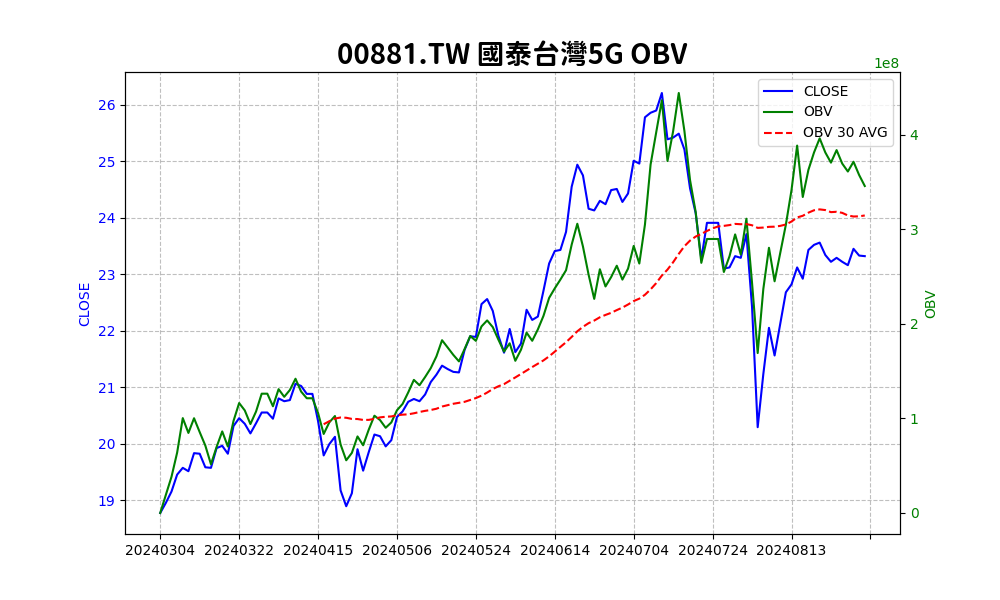 00881.TW 國泰台灣5G OBV
1e8
CLOSE
OBV
OBV 30 AVG
26
25
24
23
22
21
20
19
CLOSE
4
3
2
1
0
OBV
20240304 20240322 20240415 20240506 20240524 20240614 20240704 20240724 20240813